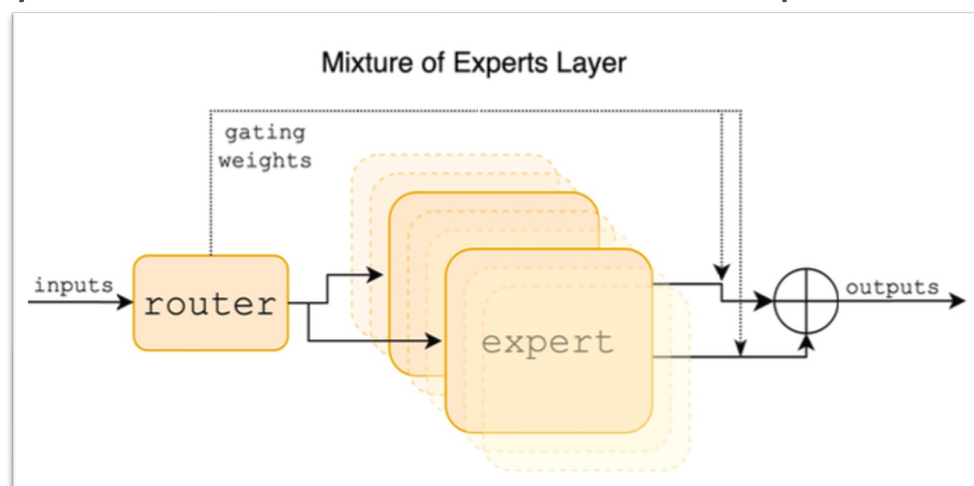 Mixture of Experts Layer
gating
weights
inputs
router
expert
outputs